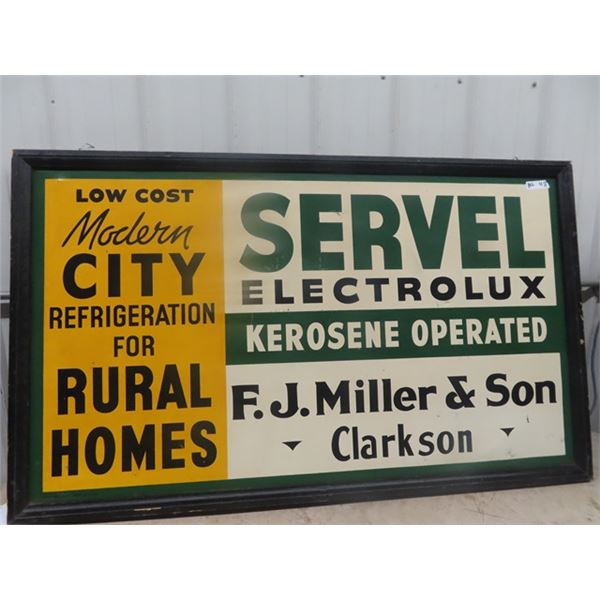 LOW COST
Modern
CITY
REFRIGERATION
FOR
RURAL
HOMES
SERVEL
ELECTROLUX
KEROSENE OPERATED
F.J. Miller & Son
Clarkson